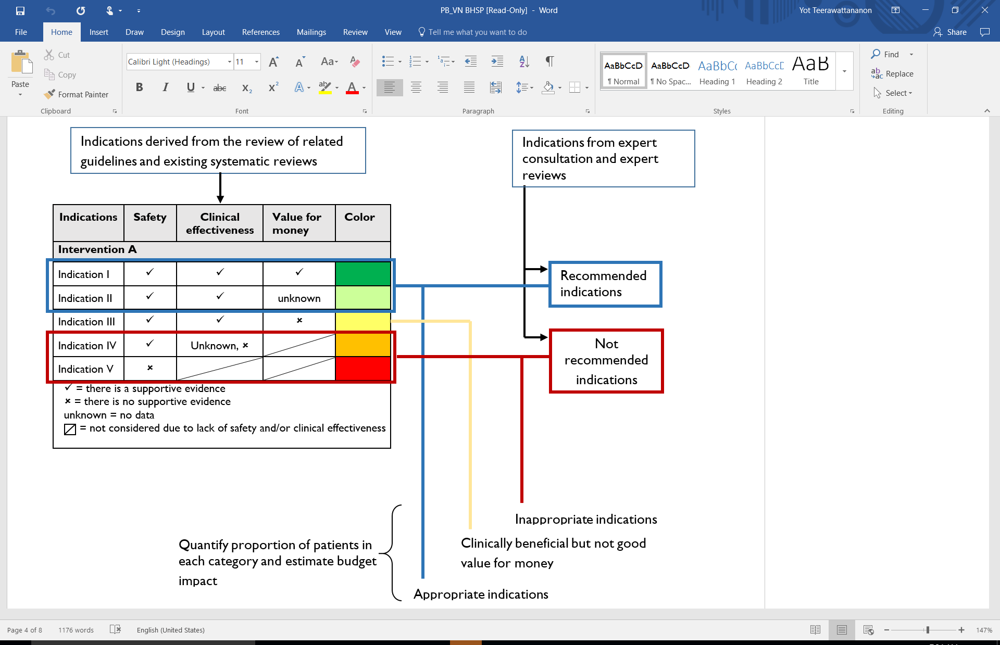 PB_VN BHSP [Read-Only] - Word
Yot Teerawattananon
File Home Insert Draw Design Layout References Mailings Review View Tell me what you want to do Share
Paste
Cut
Copy
Format Painter
Clipboard
Calibri Light (Headings) 11
Font
Paragraph
AaBbCcD
¶ Normal
AaBbCcD
¶ No Spac...
AaBbC
Heading 1
AaBbCcD
Heading 2
AaB
Title
Styles
Find
Replace
Select
Editing
Indications derived from the review of related
guidelines and existing systematic reviews
Indications from expert
consultation and expert
reviews
Indications Safety Clinical effectiveness Value for money Color
Intervention A
Indication I ✓ ✓ ✓
Indication II ✓ ✓ unknown
Indication III ✓ ✓ ×
Indication IV ✓ Unknown, ×
Indication V ×
✓ = there is a supportive evidence
× = there is no supportive evidence
unknown = no data
= not considered due to lack of safety and/or clinical effectiveness
Recommended
indications
Not
recommended
indications
Inappropriate indications
Clinically beneficial but not good
value for money
Quantify proportion of patients in
each category and estimate budget
impact
Appropriate indications
Page 4 of 8 1176 words English (United States) 147%